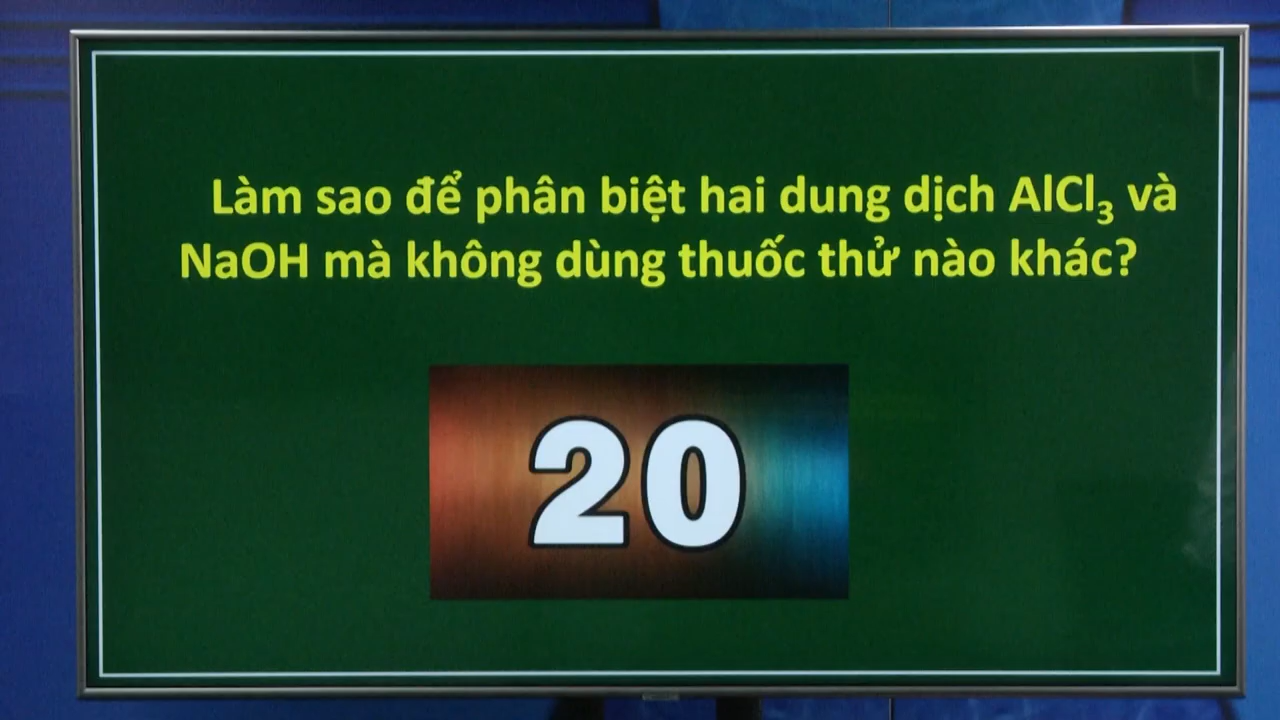 Làm sao để phân biệt hai dung dịch AlCl₃ và
NaOH mà không dùng thuốc thử nào khác?
20